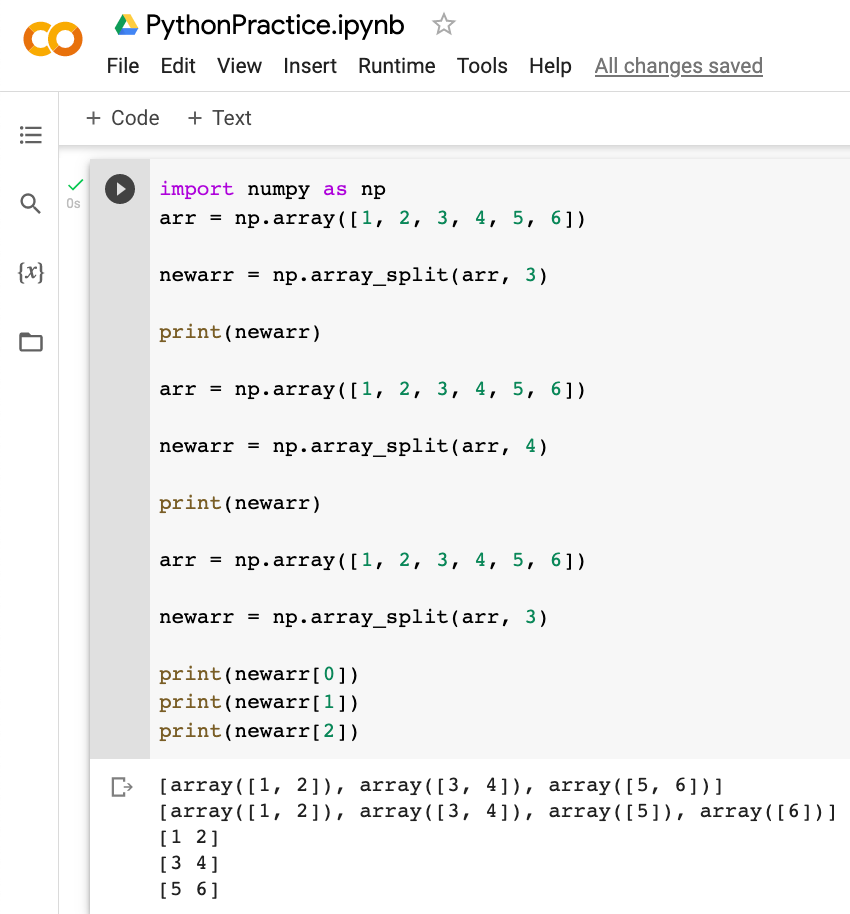 PythonPractice.ipynb
File Edit View Insert Runtime Tools Help All changes saved
+ Code + Text
0s
{x}
import numpy as np
arr = np.array([1, 2, 3, 4, 5, 6])
newarr = np.array_split(arr, 3)
print(newarr)
arr = np.array([1, 2, 3, 4, 5, 6])
newarr = np.array_split(arr, 4)
print(newarr)
arr = np.array([1, 2, 3, 4, 5, 6])
newarr = np.array_split(arr, 3)
print(newarr[0])
print(newarr[1])
print(newarr[2])
[array([1, 2]), array([3, 4]), array([5, 6])]
[array([1, 2]), array([3, 4]), array([5]), array([6])]
[1 2]
[3 4]
[5 6]